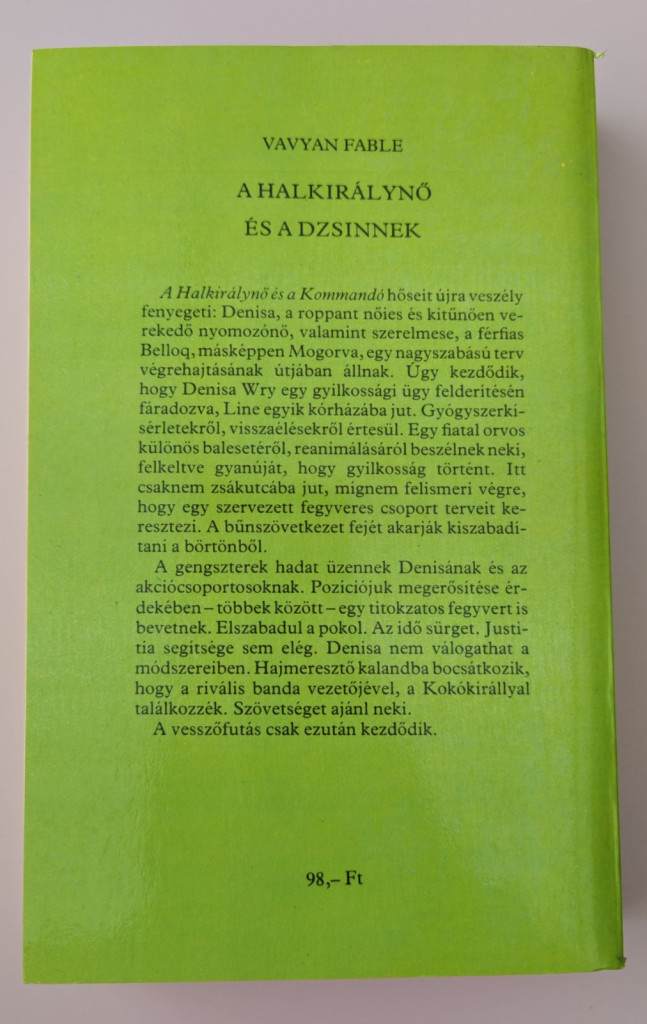 VAVYAN FABLE
A HALKIRÁLYNŐ
ÉS A DZSINNEK
A Halkirálynő és a Kommandó hőseit újra veszély
fenyegeti: Denisa, a roppant nőies és kitűnően ve-
rekedő nyomozónő, valamint szerelmese, a férfias
Belloq, másképpen Mogorva, egy nagyszabású terv
végrehajtásának útjában állnak. Úgy kezdődik,
hogy Denisa Wry egy gyilkossági ügy felderítésén
fáradozva, Line egyik kórházába jut. Gyógyszerkí-
sérletekről, visszaélésekről értesül. Egy fiatal orvos
különös balesetéről, reanimálásáról beszélnek neki,
felkeltve gyanúját, hogy gyilkosság történt. Itt
csaknem zsákutcába jut, mígnem felismeri végre,
hogy egy szervezett fegyveres csoport terveit ke-
resztezi. A bűnszövetkezet fejét akarják kiszabadí-
tani a börtönből.
A gengszterek hadat üzennek Denisának és az
akciócsoportosoknak. Pozíciójuk megerősítése ér-
dekében – többek között – egy titokzatos fegyvert is
bevetnek. Elszabadul a pokol. Az idő sürget. Justi-
tia segítsége sem elég. Denisa nem válogathat a
módszereiben. Hajmeresztő kalandba bocsátkozik,
hogy a rivális banda vezetőjével, a Kokókirállyal
találkozzék. Szövetséget ajánl neki.
A vesszőfutás csak ezután kezdődik.
98,– Ft